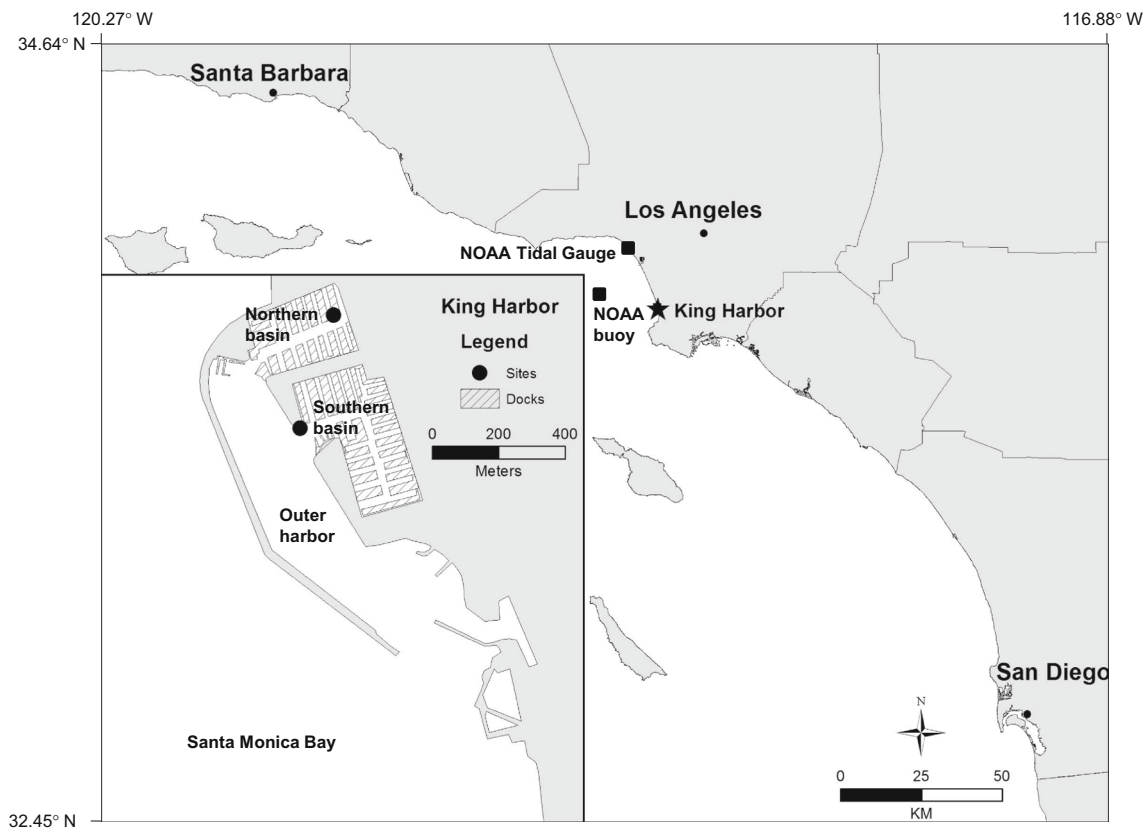 120.27° W
116.88° W
34.64° N
Santa Barbara
Los Angeles
NOAA Tidal Gauge
NOAA
buoy
King Harbor
Northern
basin
King Harbor
Legend
Sites
Docks
Southern
basin
0 200 400
Meters
Outer
harbor
Santa Monica Bay
San Diego
N
0 25 50
KM
32.45° N